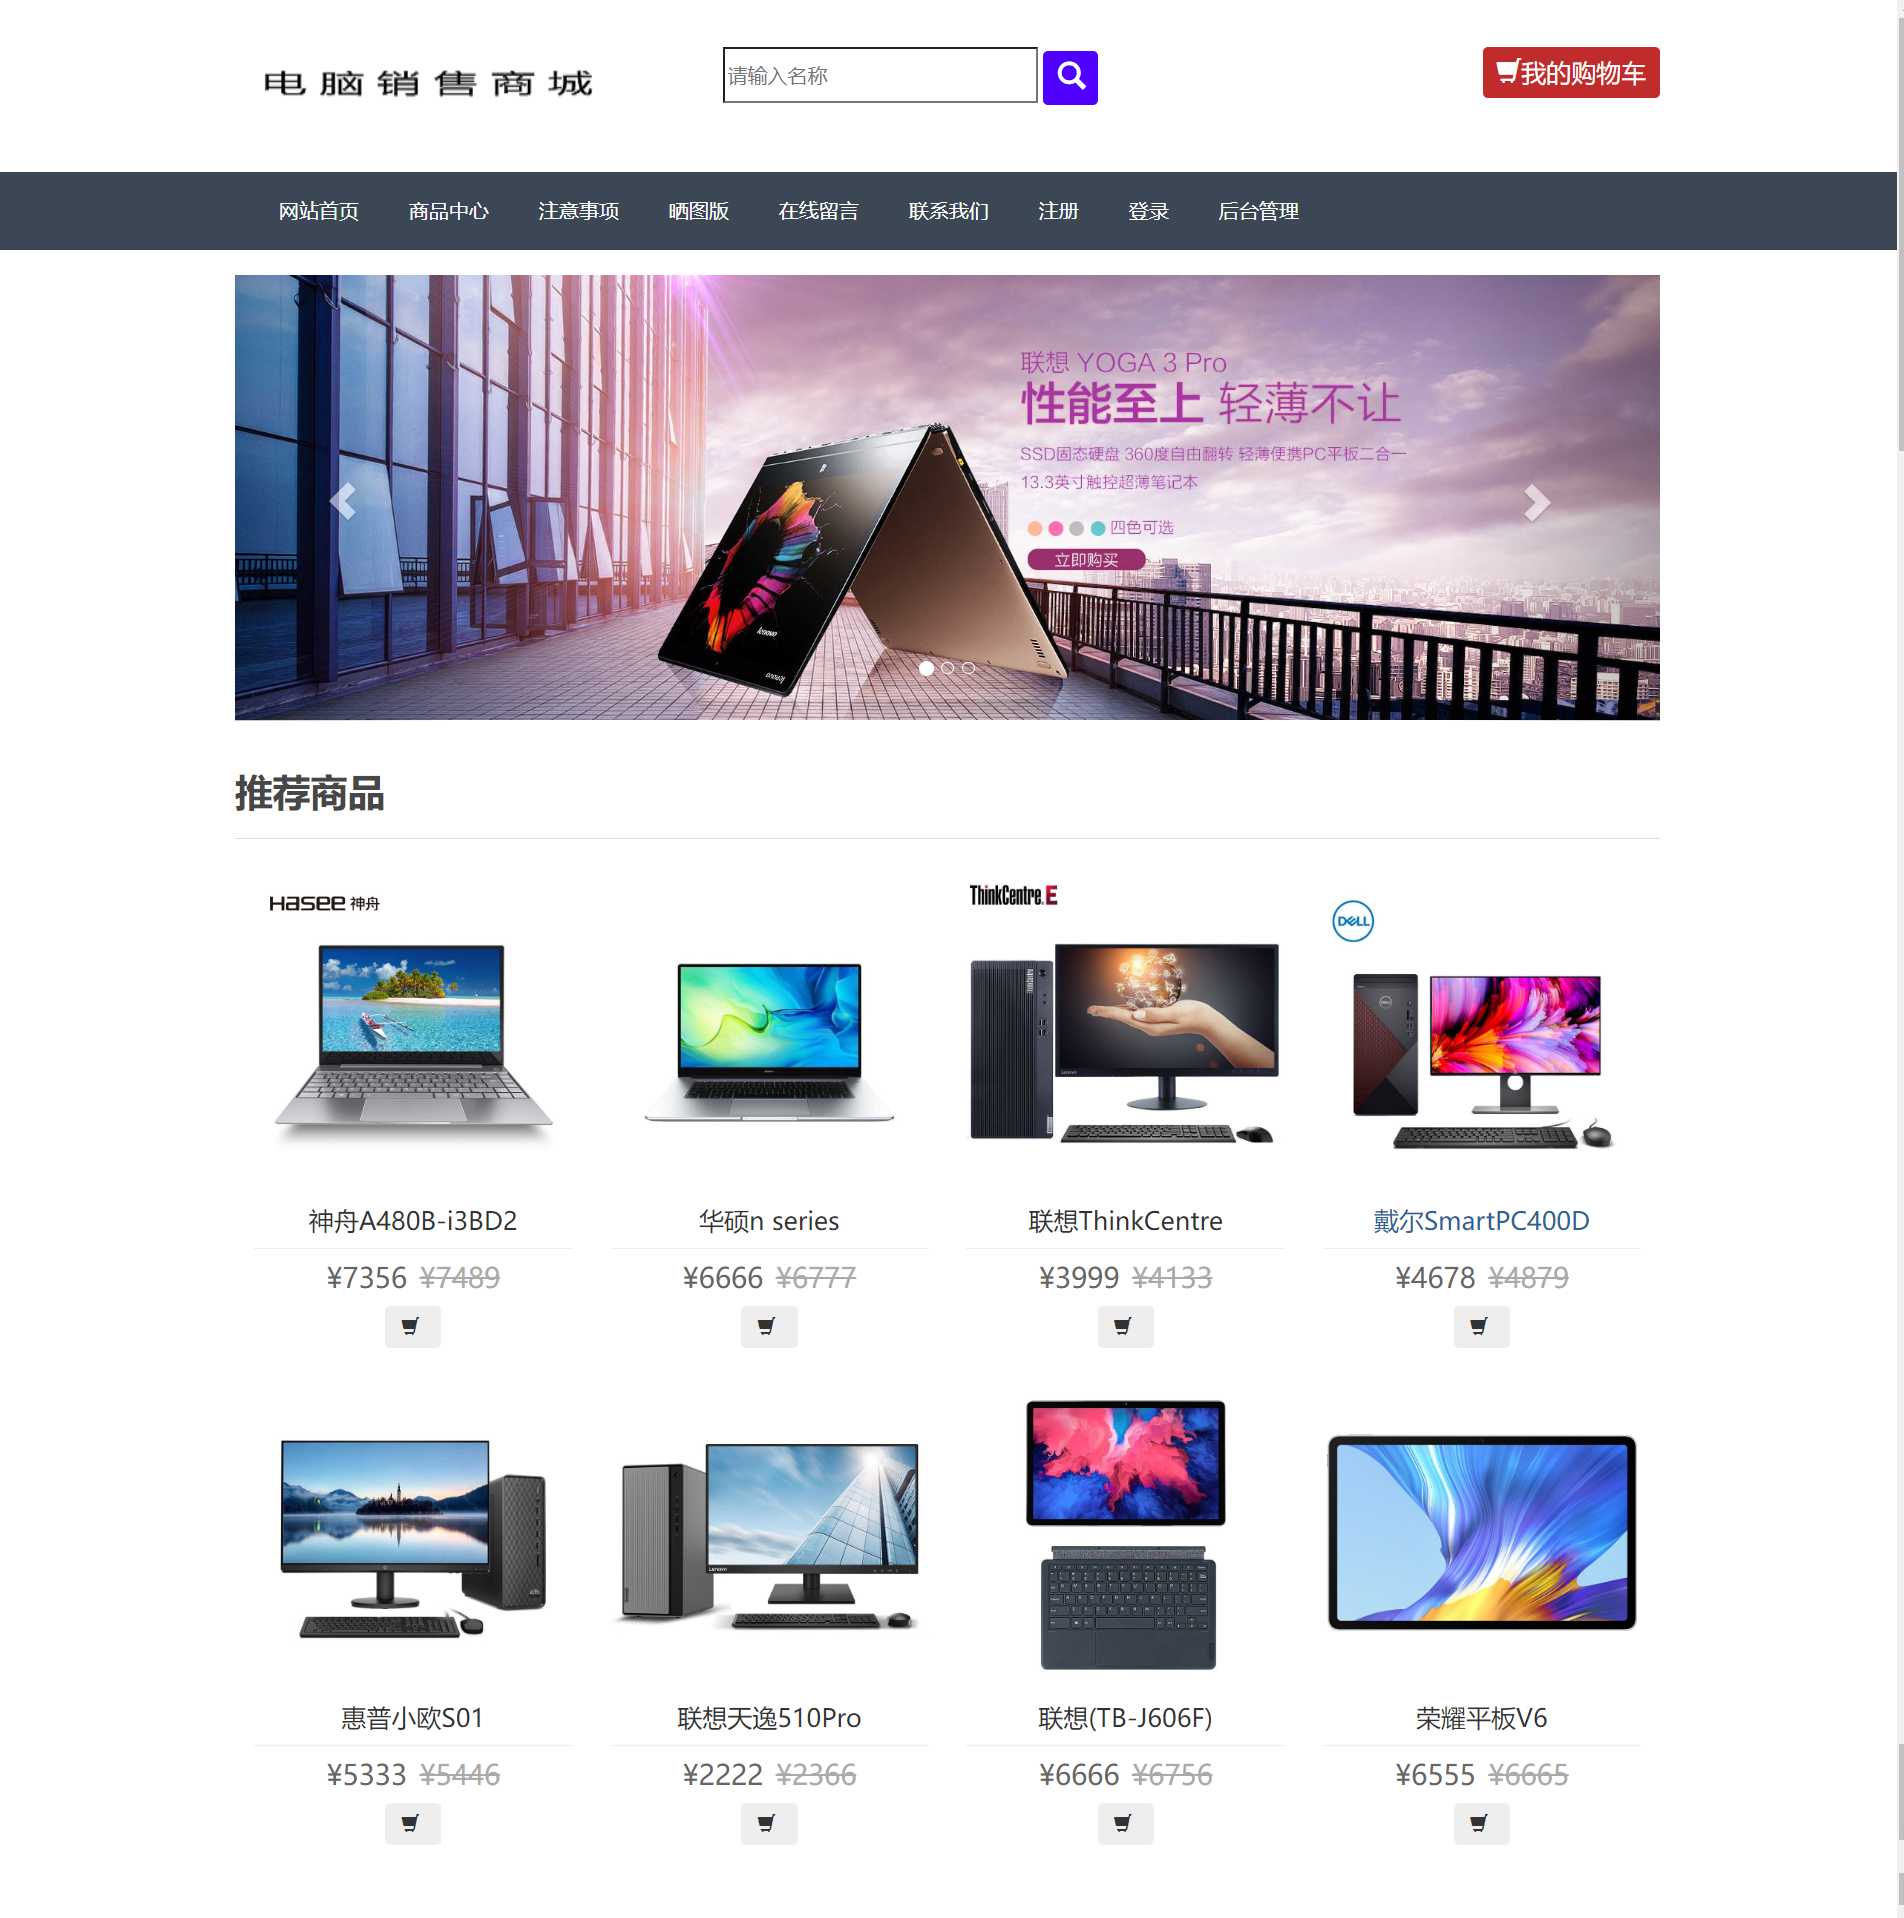 电脑销售商城
请输入名称
我的购物车
网站首页 商品中心 注意事项 晒图版 在线留言 联系我们 注册 登录 后台管理
联想 YOGA 3 Pro
性能至上 轻薄不让
SSD固态硬盘 360度自由翻转 轻薄便携PC平板二合一
13.3英寸触控超薄笔记本
四色可选
立即购买
lenovo
lenovo
推荐商品
Hasee 神舟
ThinkCentre E
DELL
ThinkCentre
Lenovo
DELL
神舟A480B-i3BD2
¥7356 ¥7489
华硕n series
¥6666 ¥6777
联想ThinkCentre
¥3999 ¥4133
戴尔SmartPC400D
¥4678 ¥4879
Lenovo
惠普小欧S01
¥5333 ¥5446
联想天逸510Pro
¥2222 ¥2366
联想(TB-J606F)
¥6666 ¥6756
荣耀平板V6
¥6555 ¥6665